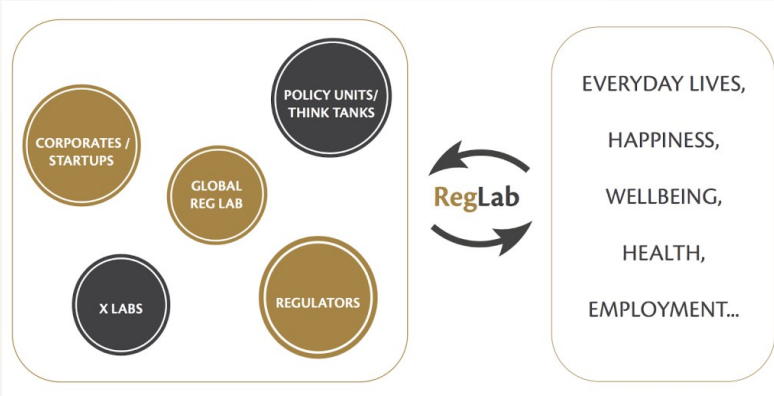 CORPORATES /
STARTUPS
POLICY UNITS/
THINK TANKS
GLOBAL
REG LAB
X LABS
REGULATORS
RegLab
EVERYDAY LIVES,
HAPPINESS,
WELLBEING,
HEALTH,
EMPLOYMENT...